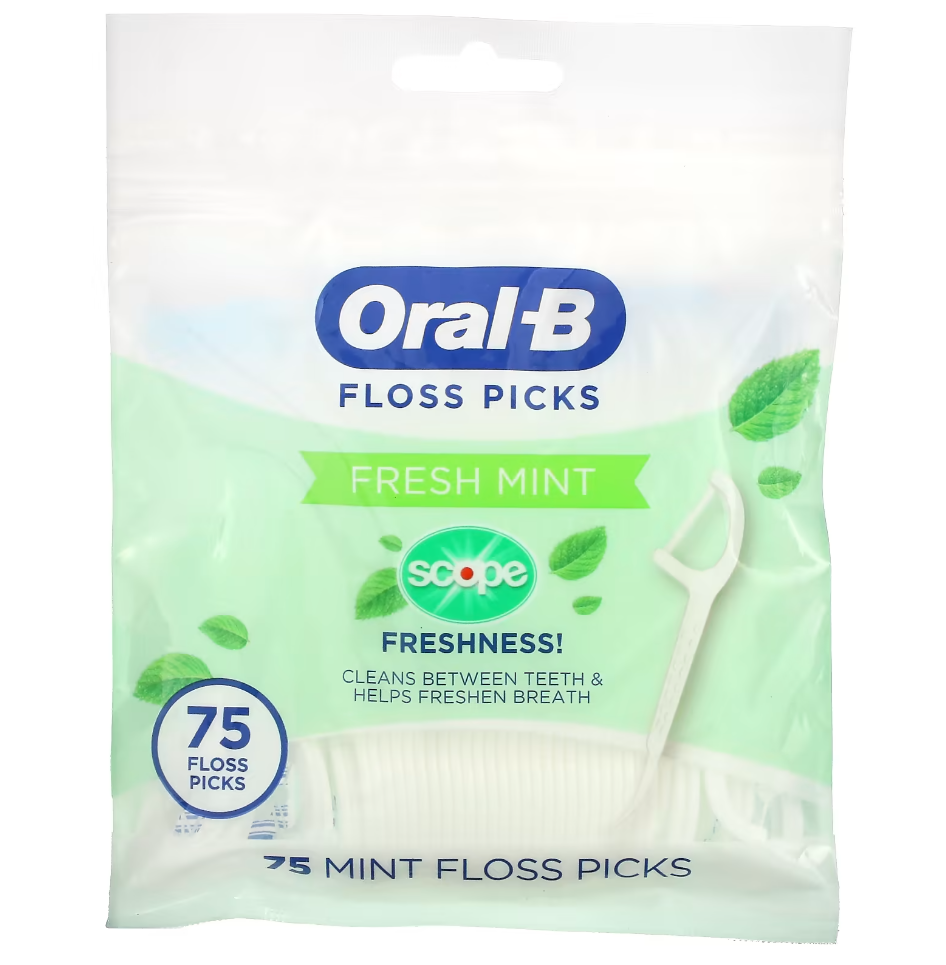 Oral-B
FLOSS PICKS
FRESH MINT
scope
FRESHNESS!
CLEANS BETWEEN TEETH &
HELPS FRESHEN BREATH
75
FLOSS
PICKS
75 MINT FLOSS PICKS